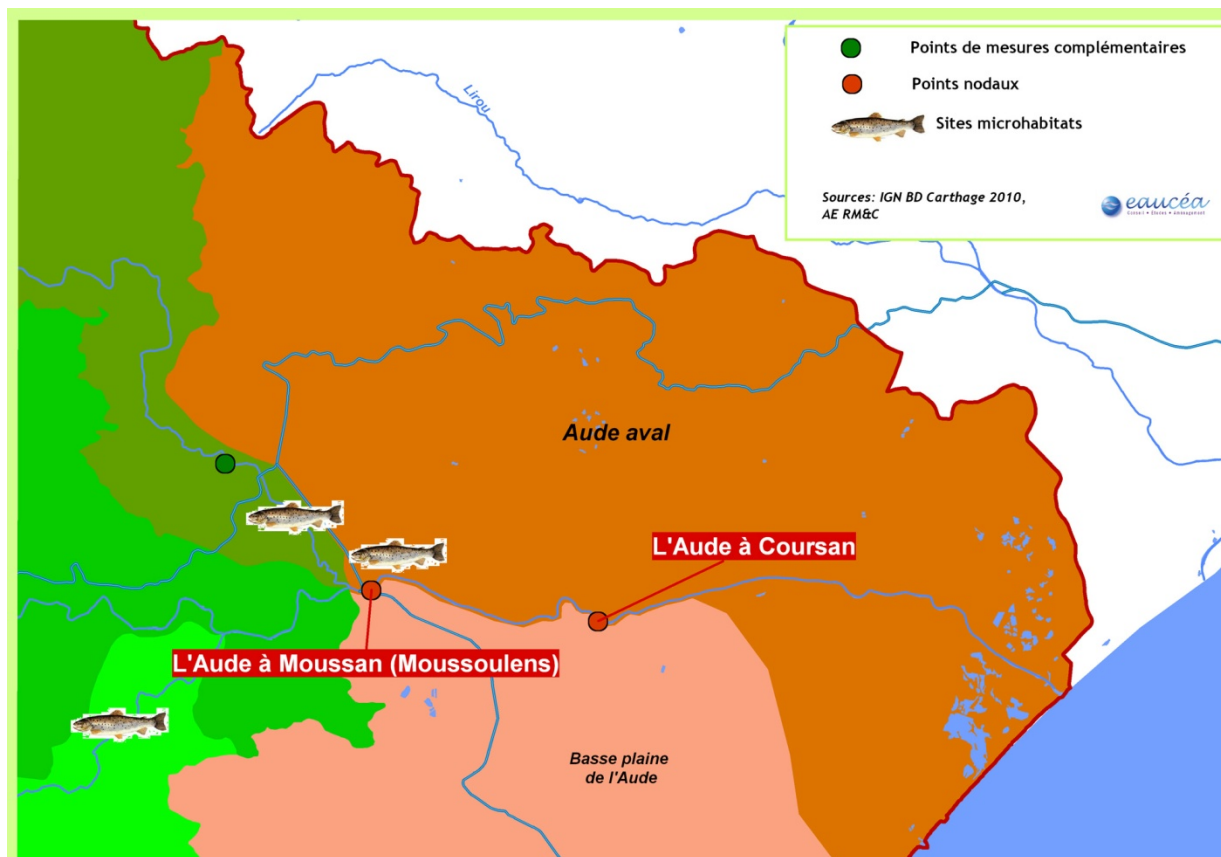 Points de mesures complémentaires
Points nodaux
Sites microhabitats
Sources: IGN BD Carthage 2010,
AE RM&C
eaucéa
Lirou
Aude aval
L'Aude à Coursan
L'Aude à Moussan (Moussoulens)
Basse plaine
de l'Aude